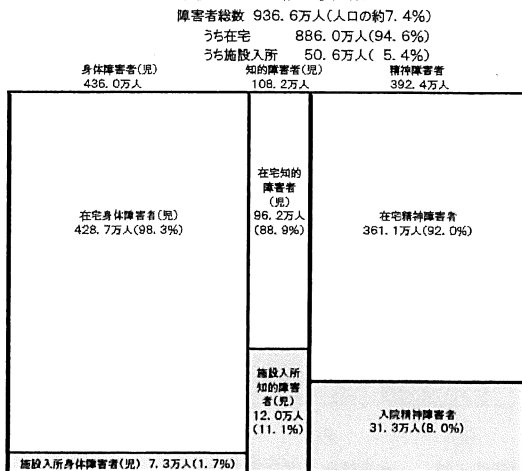 障害者総数 936.6万人(人口の約7.4%)
うち在宅 886.0万人(94.6%)
うち施設入所 50.6万人( 5.4%)
身体障害者(児)
436.0万人
知的障害者(児)
108.2万人
精神障害者
392.4万人
在宅身体障害者(児)
428.7万人(98.3%)
在宅知的
障害者
(児)
96.2万人
(88.9%)
在宅精神障害者
361.1万人(92.0%)
施設入所
知的障害
者(児)
12.0万人
(11.1%)
入院精神障害者
31.3万人(8.0%)
施設入所身体障害者(児) 7.3万人(1.7%)